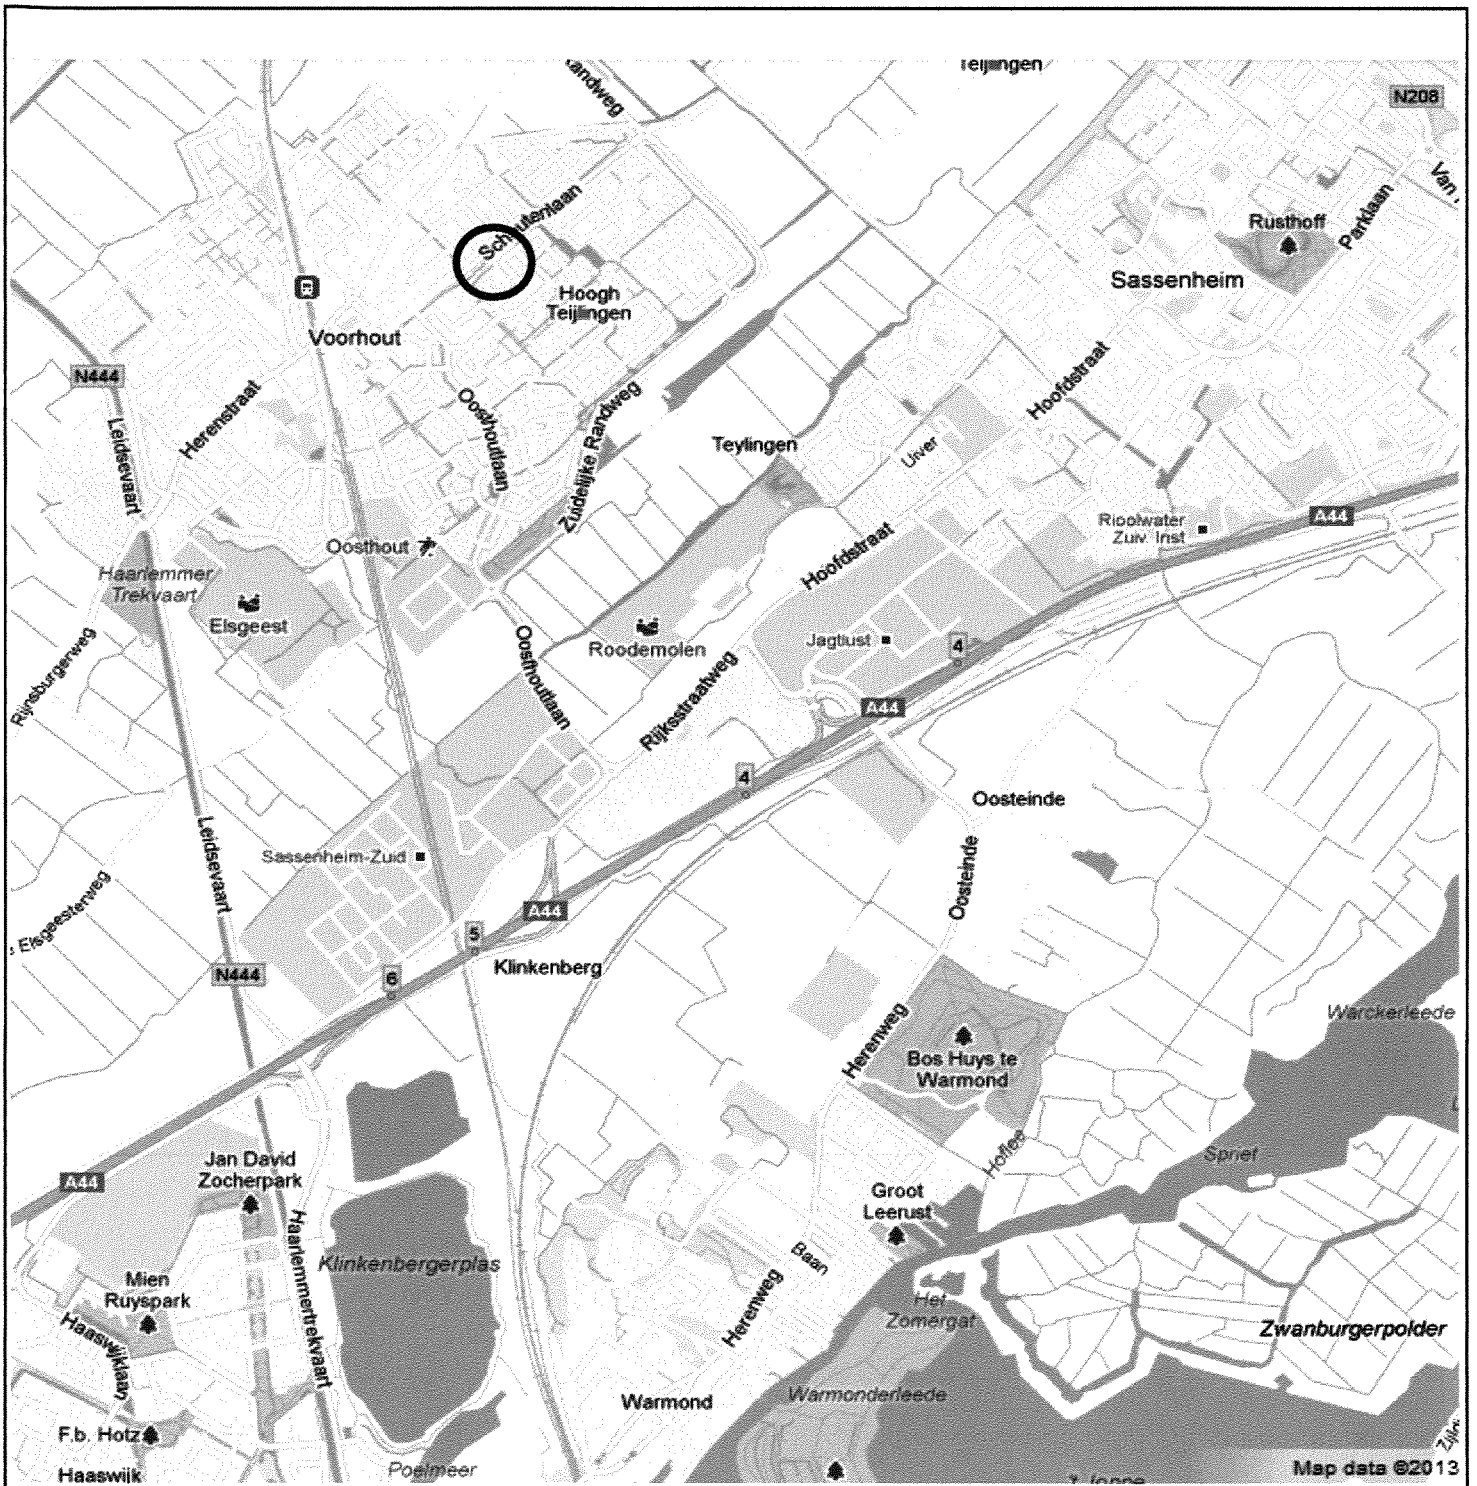 Teijlingen
N208
Van
Rusthoff
Parklaan
Sassenheim
Schoutenlaan
Hoogh
Teijlingen
Voorhout
N444
Herenstraat
Leidsevaart
Oosthoutlaan
Zuidelijke Randweg
Hoofdstraat
Teylingen
Uiver
Rioolwater
Zuiv. Inst
A44
Oosthout
Hoofdstraat
Haarlemmer
Trekvaart
Elsgeest
Roodemolen
Jagtlust
4
Rijnsburgerweg
Oosthoutlaan
Rijksstraatweg
A44
4
Oosteinde
Leidsevaart
Sassenheim-Zuid
Oosteinde
Elsgeesterweg
A44
5
Klinkenberg
N444
6
Herenweg
Bos Huys te
Warmond
Warckerleede
Hofles
Sprief
A44
Jan David
Zocherpark
Groot
Leerust
Haarlemmertrekvaart
Klinkenbergerplas
Baan
Mien
Ruyspark
Herenweg
Het
Zomergat
Haaswijklaan
Zwanburgerpolder
Warmond
Warmonderleede
F.b. Hotz
Haaswijk
Poelmeer
Map data ©2013